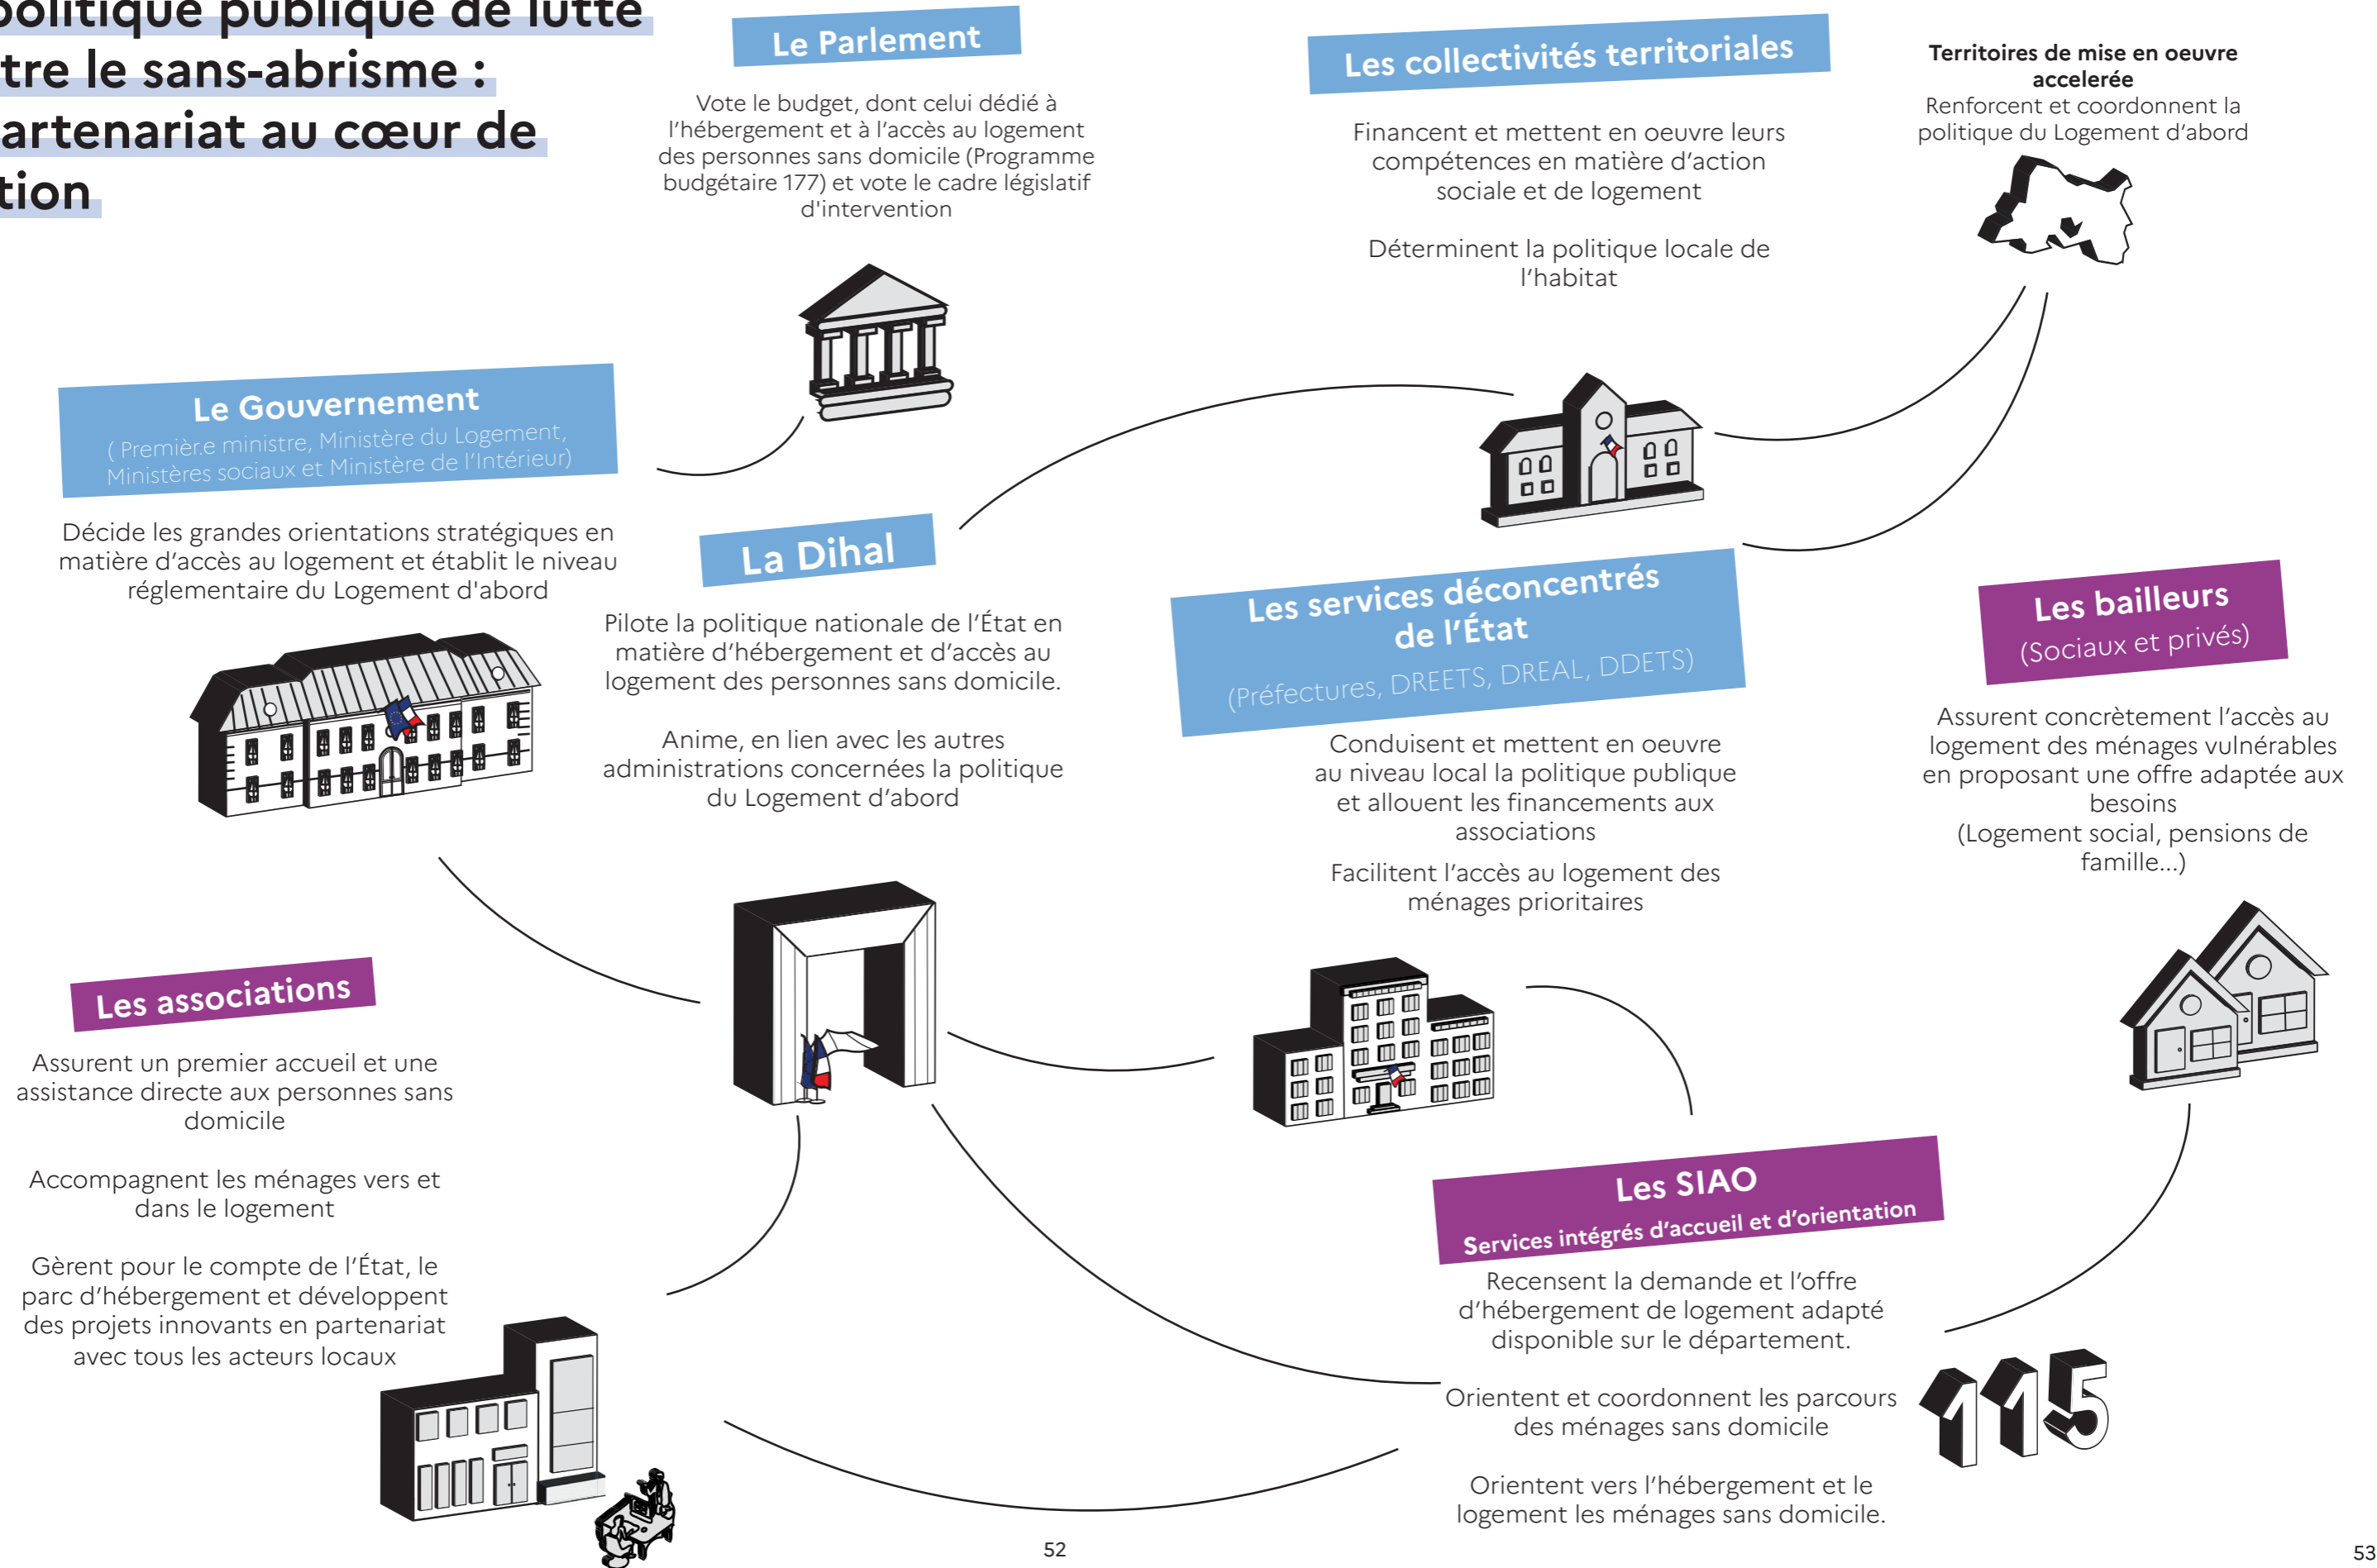 politique publique de lutte
tre le sans-abrisme :
artenariat au cœur de
tion
Le Parlement
Vote le budget, dont celui dédié à
l'hébergement et à l'accès au logement
des personnes sans domicile (Programme
budgétaire 177) et vote le cadre législatif
d'intervention
Les collectivités territoriales
Financent et mettent en oeuvre leurs
compétences en matière d'action
sociale et de logement
Déterminent la politique locale de
l'habitat
Territoires de mise en oeuvre
accelerée
Renforcent et coordonnent la
politique du Logement d'abord
Le Gouvernement
( Premièr.e ministre, Ministère du Logement,
Ministères sociaux et Ministère de l'Intérieur)
Décide les grandes orientations stratégiques en
matière d'accès au logement et établit le niveau
réglementaire du Logement d'abord
La Dihal
Pilote la politique nationale de l'État en
matière d'hébergement et d'accès au
logement des personnes sans domicile.
Anime, en lien avec les autres
administrations concernées la politique
du Logement d'abord
Les services déconcentrés
de l'État
(Préfectures, DREETS, DREAL, DDETS)
Conduisent et mettent en oeuvre
au niveau local la politique publique
et allouent les financements aux
associations
Facilitent l'accès au logement des
ménages prioritaires
Les bailleurs
(Sociaux et privés)
Assurent concrètement l'accès au
logement des ménages vulnérables
en proposant une offre adaptée aux
besoins
(Logement social, pensions de
famille...)
Les associations
Assurent un premier accueil et une
assistance directe aux personnes sans
domicile
Accompagnent les ménages vers et
dans le logement
Gèrent pour le compte de l'État, le
parc d'hébergement et développent
des projets innovants en partenariat
avec tous les acteurs locaux
Les SIAO
Services intégrés d'accueil et d'orientation
Recensent la demande et l'offre
d'hébergement de logement adapté
disponible sur le département.
Orientent et coordonnent les parcours
des ménages sans domicile
Orientent vers l'hébergement et le
logement les ménages sans domicile.
115
52
53